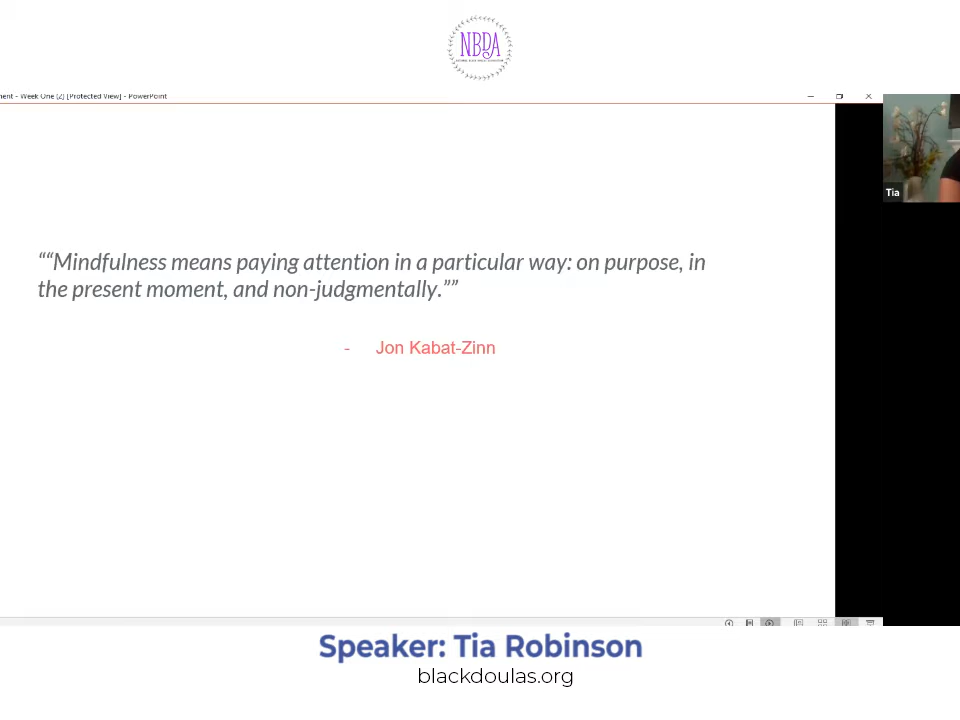 NBDA
nent - Week One (2) [Protected View] - PowerPoint
Tia
““Mindfulness means paying attention in a particular way: on purpose, in
the present moment, and non-judgmentally.””
- Jon Kabat-Zinn
Speaker: Tia Robinson
blackdoulas.org